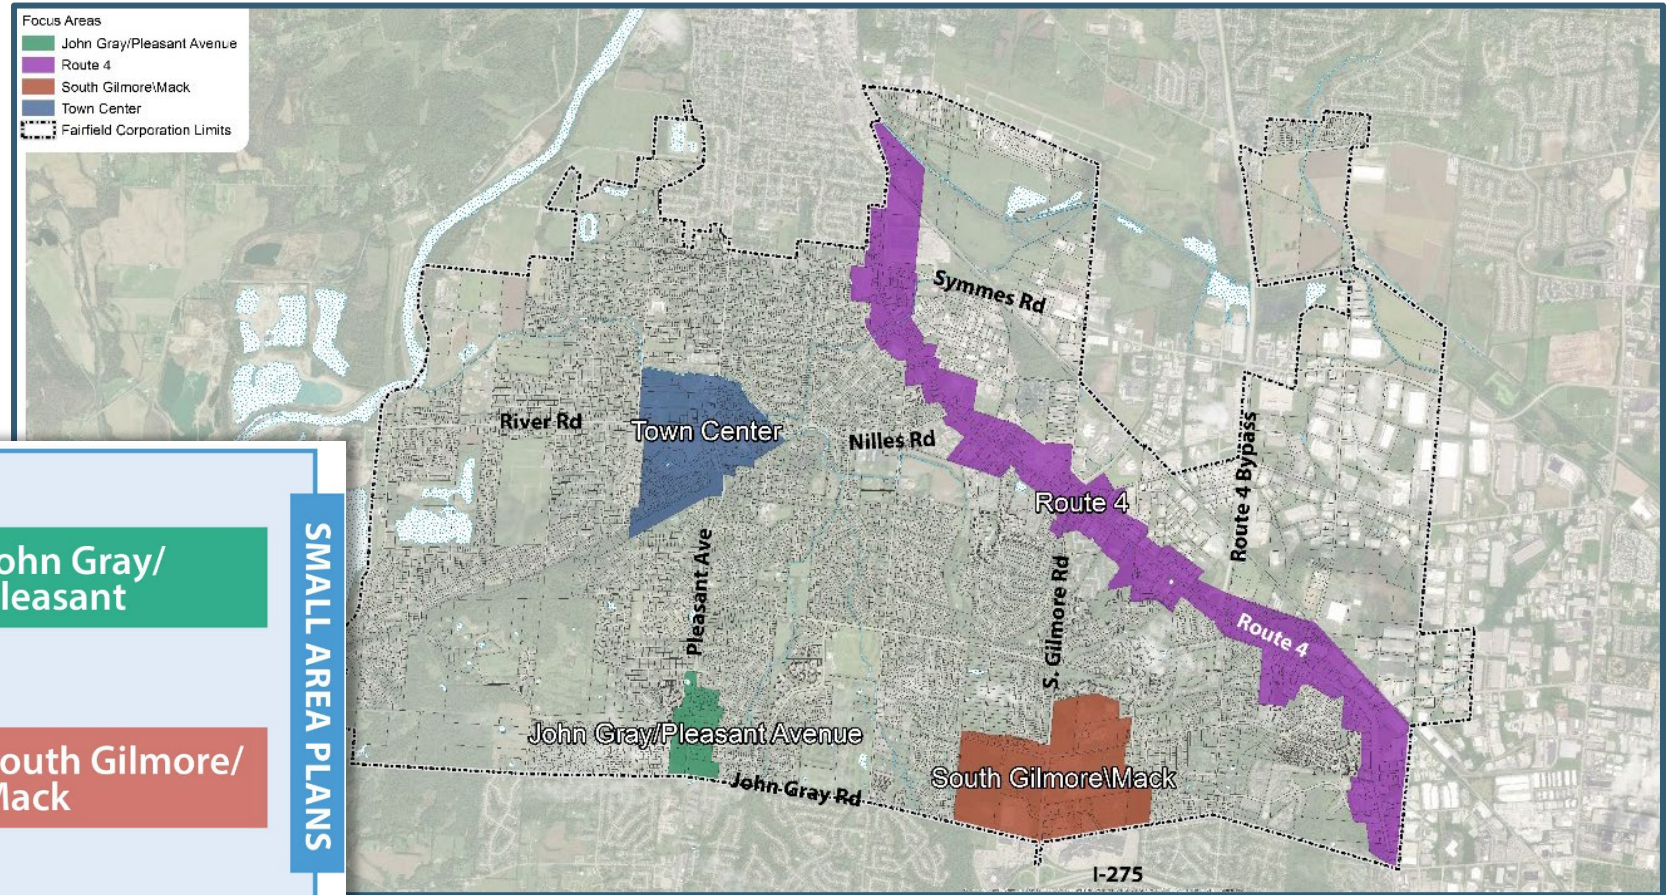 Focus Areas
John Gray/Pleasant Avenue
Route 4
South Gilmore\Mack
Town Center
Fairfield Corporation Limits
Symmes Rd
River Rd
Town Center
Nilles Rd
Route 4
Route 4 Bypass
Pleasant Ave
S. Gilmore Rd
Route 4
John Gray/Pleasant Avenue
South Gilmore\Mack
John Gray Rd
I-275
ohn Gray/
leasant
outh Gilmore/
Mack
SMALL AREA PLANS